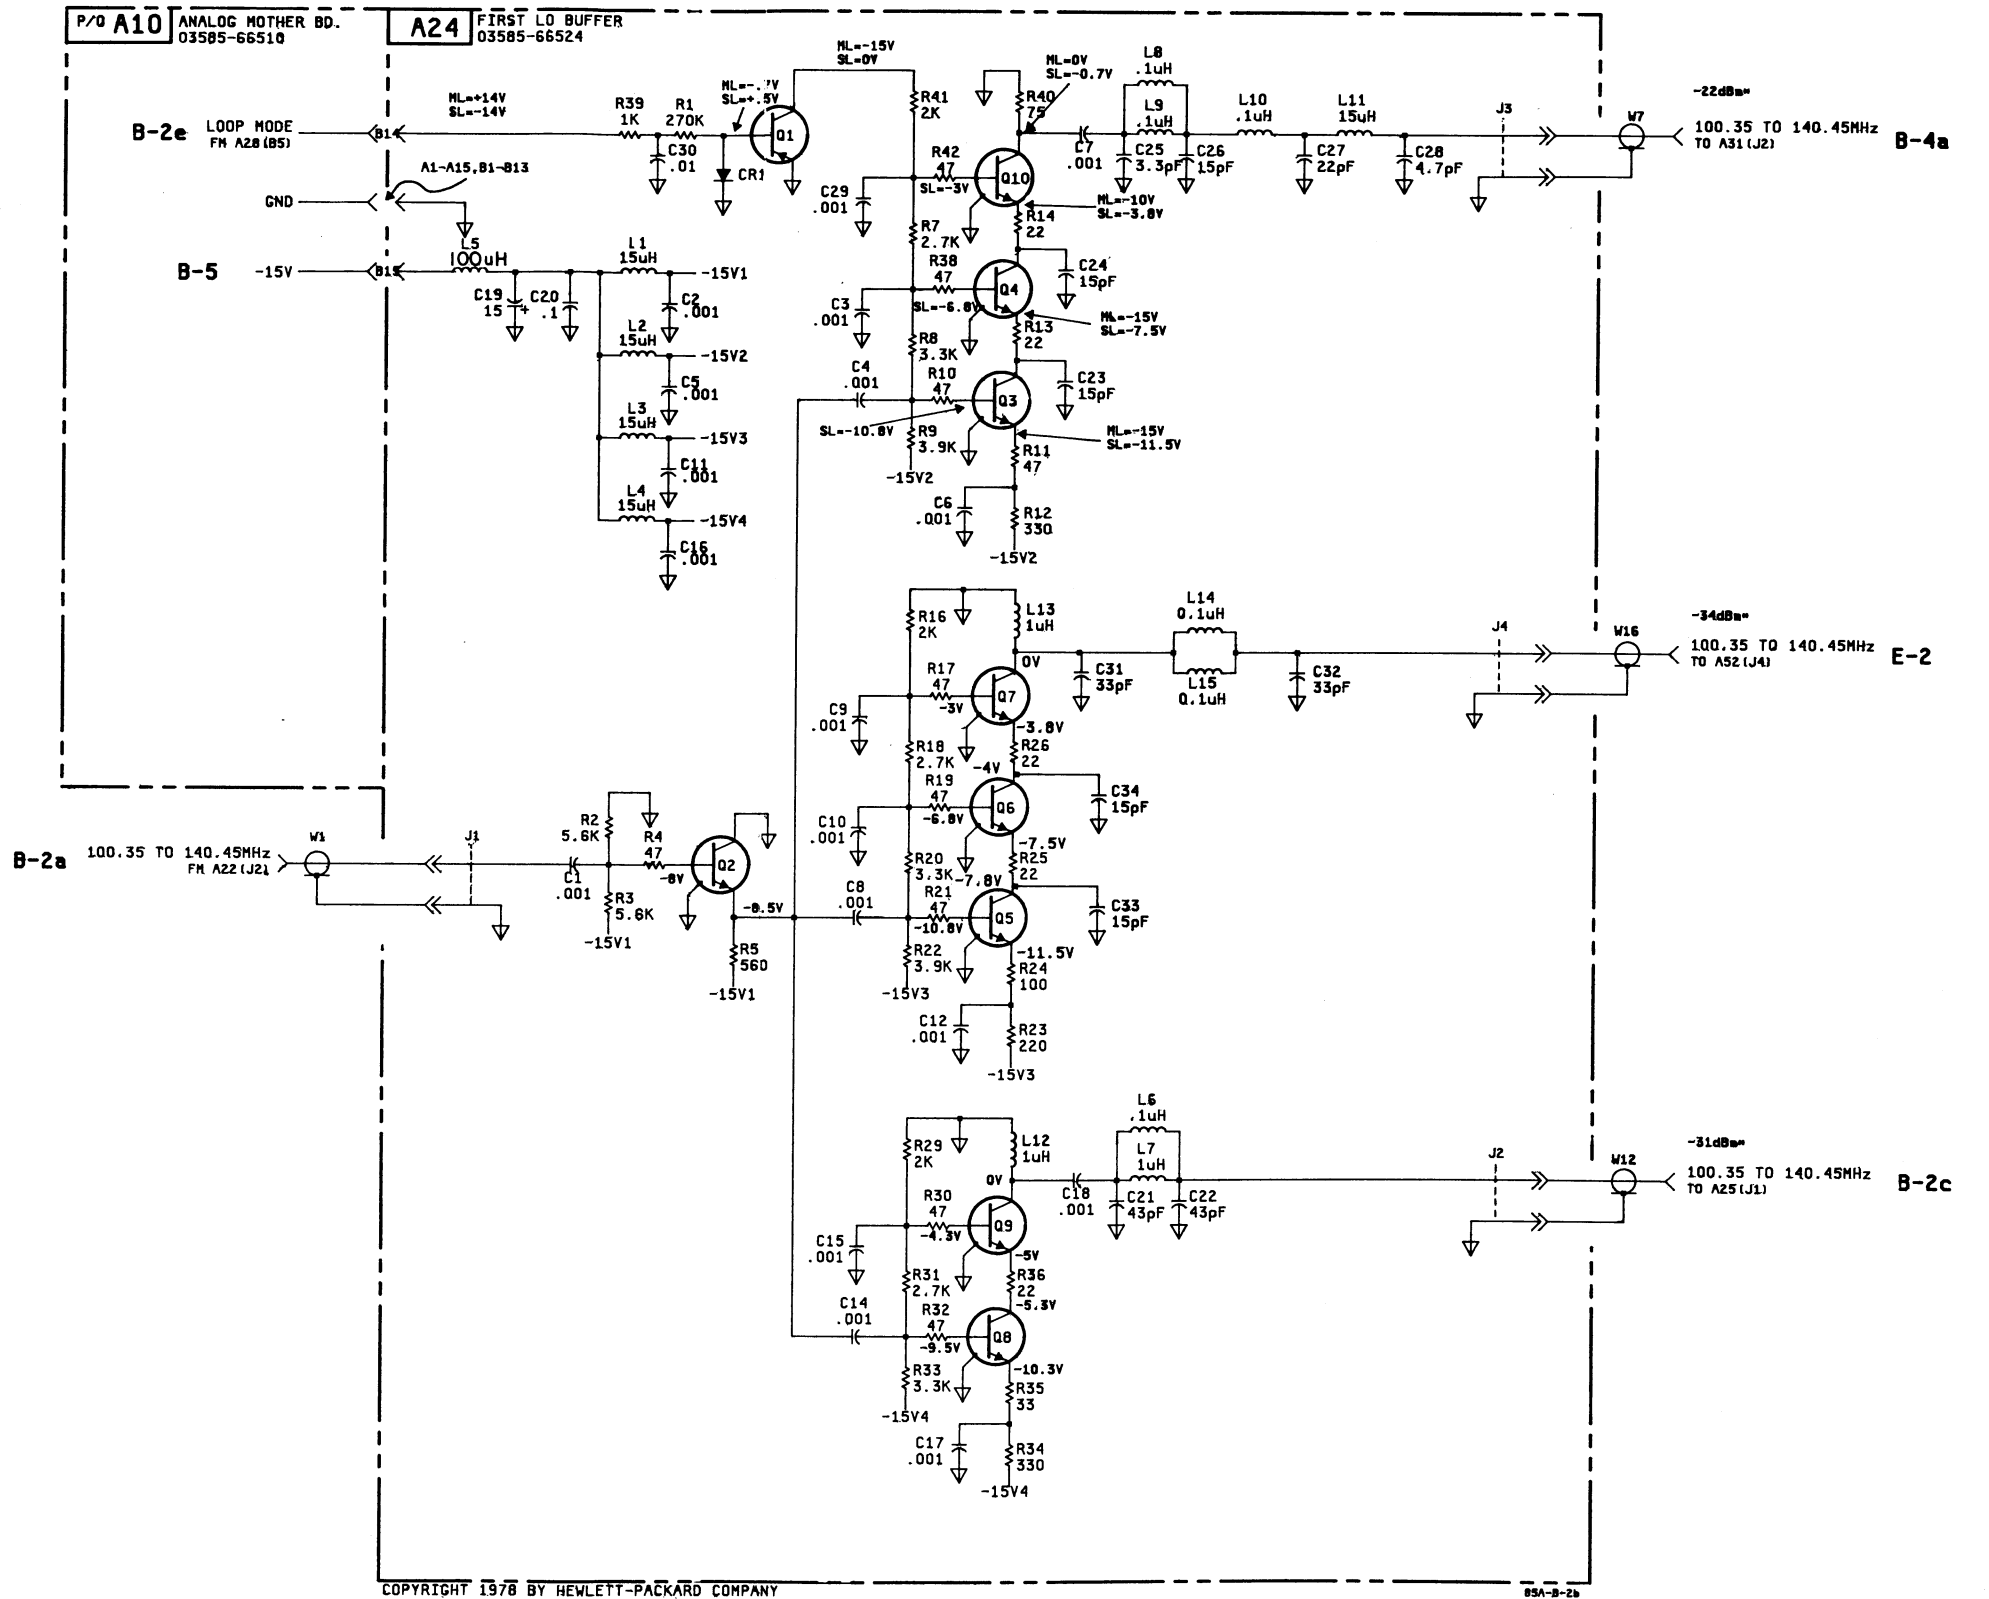 P/O A10 ANALOG MOTHER BD.
03585-66510
A24 FIRST LO BUFFER
03585-66524
B-2e LOOP MODE
FM A28(B5)
B14
ML=+14V
SL=-14V
R39
1K
R1
270K
C30
.01
CR1
SL=+.5V
Q1
ML=-15V
SL=0V
GND
A1-A15,B1-B13
B-5 -15V
B15
L5
100uH
C19
15
+
C20
.1
L1
15uH
-15V1
C2
.001
L2
15uH
-15V2
C5
.001
L3
15uH
-15V3
C11
.001
L4
15uH
-15V4
C16
.001
R41
2K
R40
75
ML=0V
SL=-0.7V
R42
47
SL=-3V
Q10
C29
.001
ML=-10V
SL=-3.8V
R14
22
R7
2.7K
R38
47
SL=-6.8V
Q4
C24
15pF
C3
.001
ML=-15V
SL=-7.5V
R13
22
R8
3.3K
C4
.001
R10
47
Q3
C23
15pF
SL=-10.8V
R9
3.9K
-15V2
ML=-15V
SL=-11.5V
R11
47
C6
.001
R12
330
-15V2
C7
.001
L8
.1uH
L9
.1uH
C25
3.3pF
C26
15pF
L10
.1uH
C27
22pF
L11
15uH
C28
4.7pF
J3
W7
-22dBm*
100.35 TO 140.45MHz
TO A31(J2)
B-4a
R16
2K
L13
1uH
0V
R17
47
-3V
Q7
C9
.001
-3.8V
R26
22
R18
2.7K
-4V
R19
47
-6.8V
Q6
C34
15pF
C10
.001
-7.5V
R25
22
R20
3.3K
-7.8V
C8
.001
R21
47
-10.8V
Q5
C33
15pF
R22
3.9K
-15V3
-11.5V
R24
100
C12
.001
R23
220
-15V3
C31
33pF
L14
0.1uH
L15
0.1uH
C32
33pF
J4
W16
-34dBm*
100.35 TO 140.45MHz
TO A52(J4)
E-2
B-2a 100.35 TO 140.45MHz
FM A22(J2)
W1
J1
C1
.001
R2
5.6K
R3
5.6K
-15V1
R4
47
-8V
Q2
-8.5V
R5
560
-15V1
R29
2K
L12
1uH
0V
R30
47
-4.3V
Q9
C15
.001
-5V
R31
2.7K
R36
22
-5.3V
C14
.001
R32
47
-9.5V
Q8
R33
3.3K
-15V4
-10.3V
R35
33
C17
.001
R34
330
-15V4
C18
.001
L6
.1uH
L7
1uH
C21
43pF
C22
43pF
J2
W12
-31dBm*
100.35 TO 140.45MHz
TO A25(J1)
B-2c
COPYRIGHT 1978 BY HEWLETT-PACKARD COMPANY
85A-B-2b